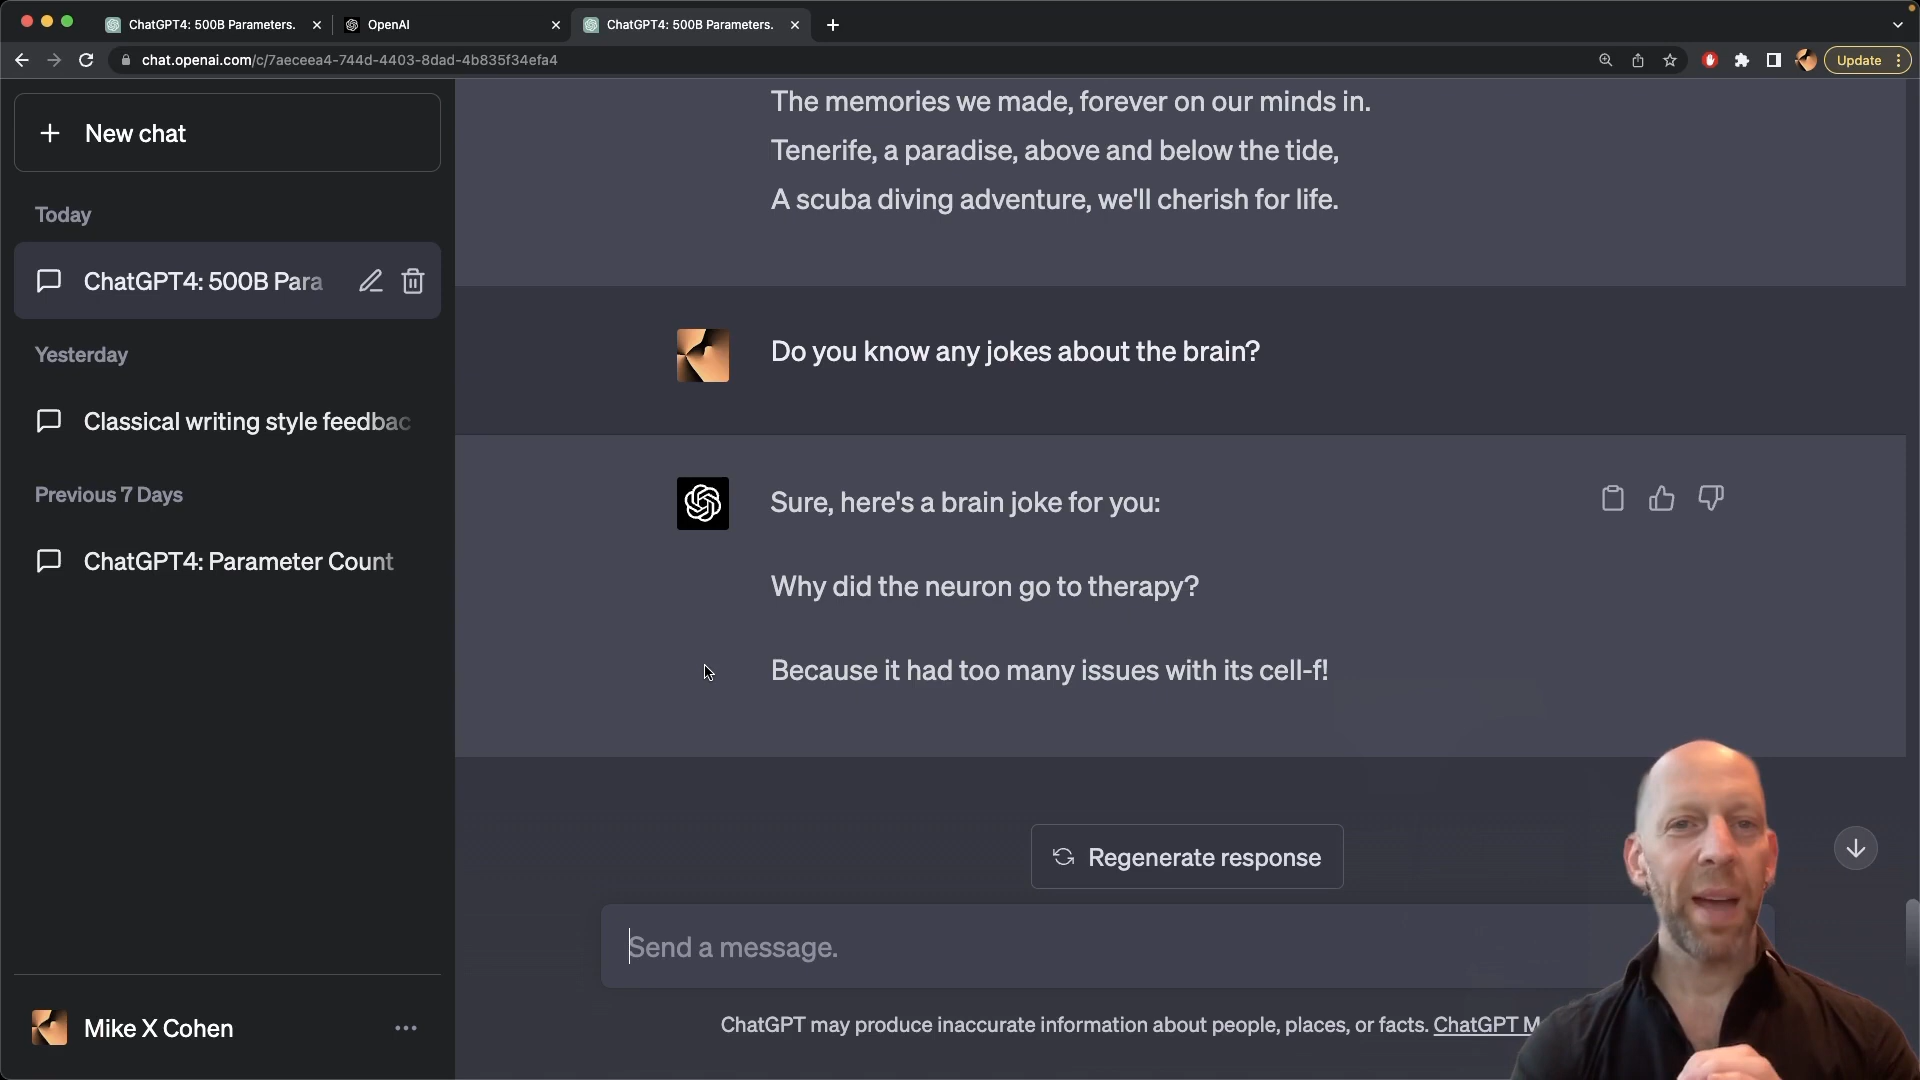 ChatGPT4: 500B Parameters.
OpenAI
ChatGPT4: 500B Parameters.
chat.openai.com/c/7aeceea4-744d-4403-8dad-4b835f34efa4
Update
New chat
Today
ChatGPT4: 500B Para
Yesterday
Classical writing style feedbac
Previous 7 Days
ChatGPT4: Parameter Count
Mike X Cohen
The memories we made, forever on our minds in.
Tenerife, a paradise, above and below the tide,
A scuba diving adventure, we'll cherish for life.
Do you know any jokes about the brain?
Sure, here's a brain joke for you:
Why did the neuron go to therapy?
Because it had too many issues with its cell-f!
Regenerate response
Send a message.
ChatGPT may produce inaccurate information about people, places, or facts. ChatGPT M